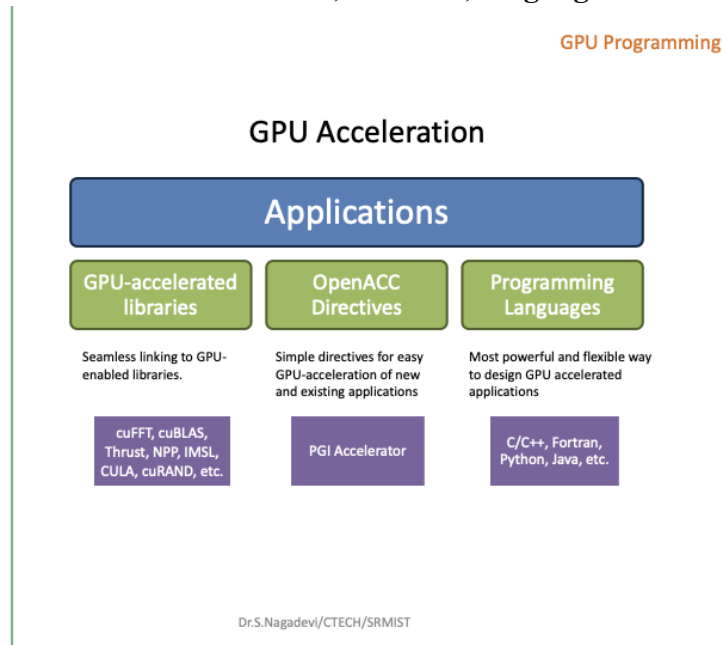 GPU Programming
GPU Acceleration
Applications
GPU-accelerated
libraries
OpenACC
Directives
Programming
Languages
Seamless linking to GPU-
enabled libraries.
Simple directives for easy
GPU-acceleration of new
and existing applications
Most powerful and flexible way
to design GPU accelerated
applications
cuFFT, cuBLAS,
Thrust, NPP, IMSL,
CULA, cuRAND, etc.
PGI Accelerator
C/C++, Fortran,
Python, Java, etc.
Dr.S.Nagadevi/CTECH/SRMIST